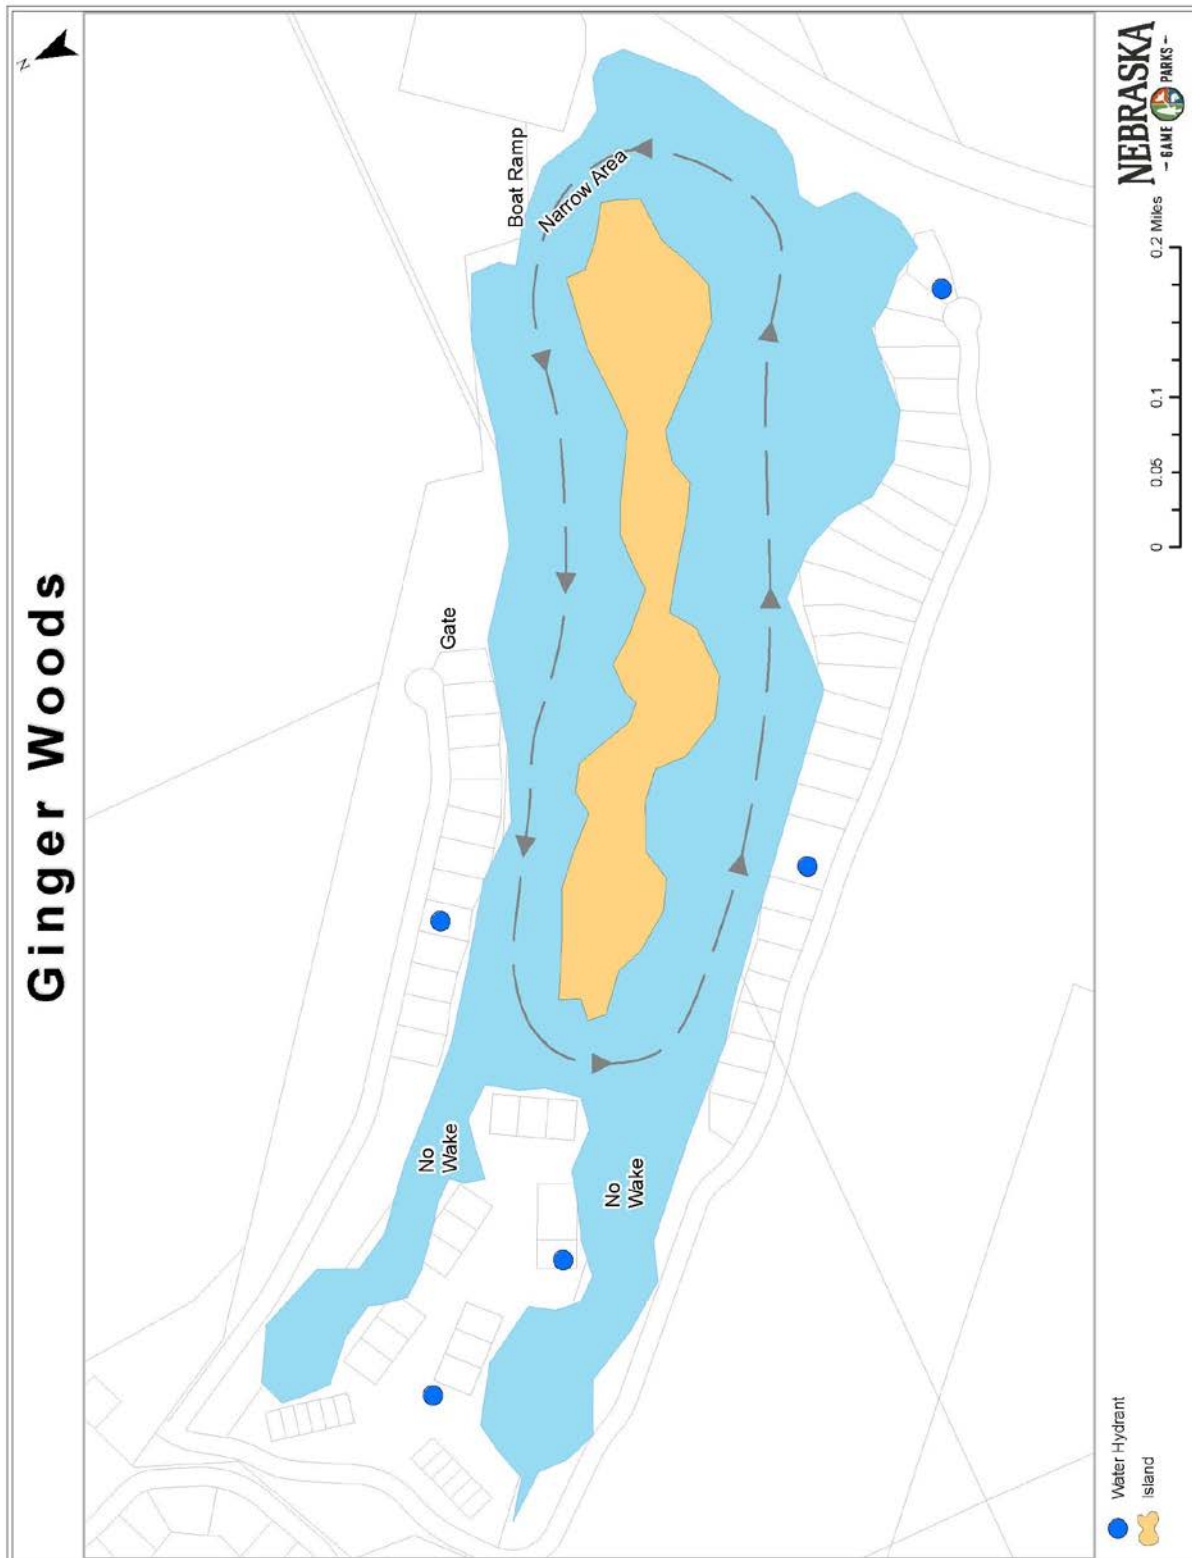 Ginger Woods
N
Boat Ramp
Narrow Area
Gate
No
Wake
No
Wake
Water Hydrant
Island
0
0.05
0.1
0.2 Miles
NEBRASKA
- GAME PARKS -